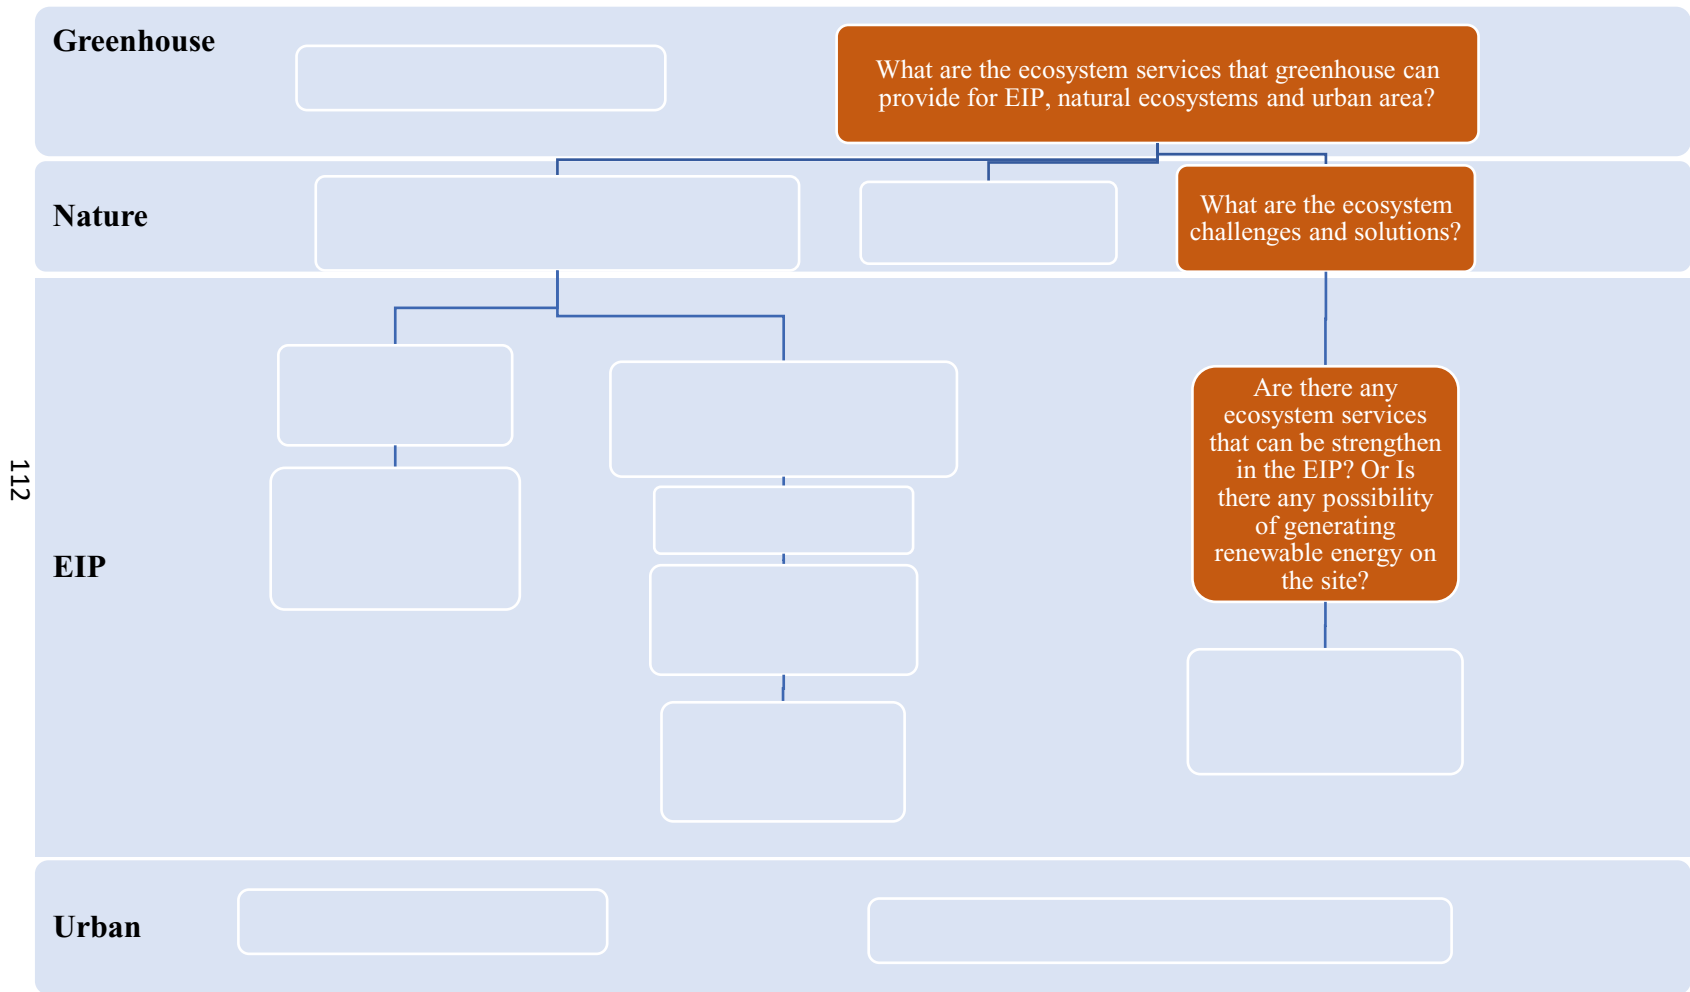 Greenhouse
What are the ecosystem services that greenhouse can
provide for EIP, natural ecosystems and urban area?
Nature
What are the ecosystem
challenges and solutions?
EIP
Are there any
ecosystem services
that can be strengthen
in the EIP? Or Is
there any possibility
of generating
renewable energy on
the site?
Urban
112